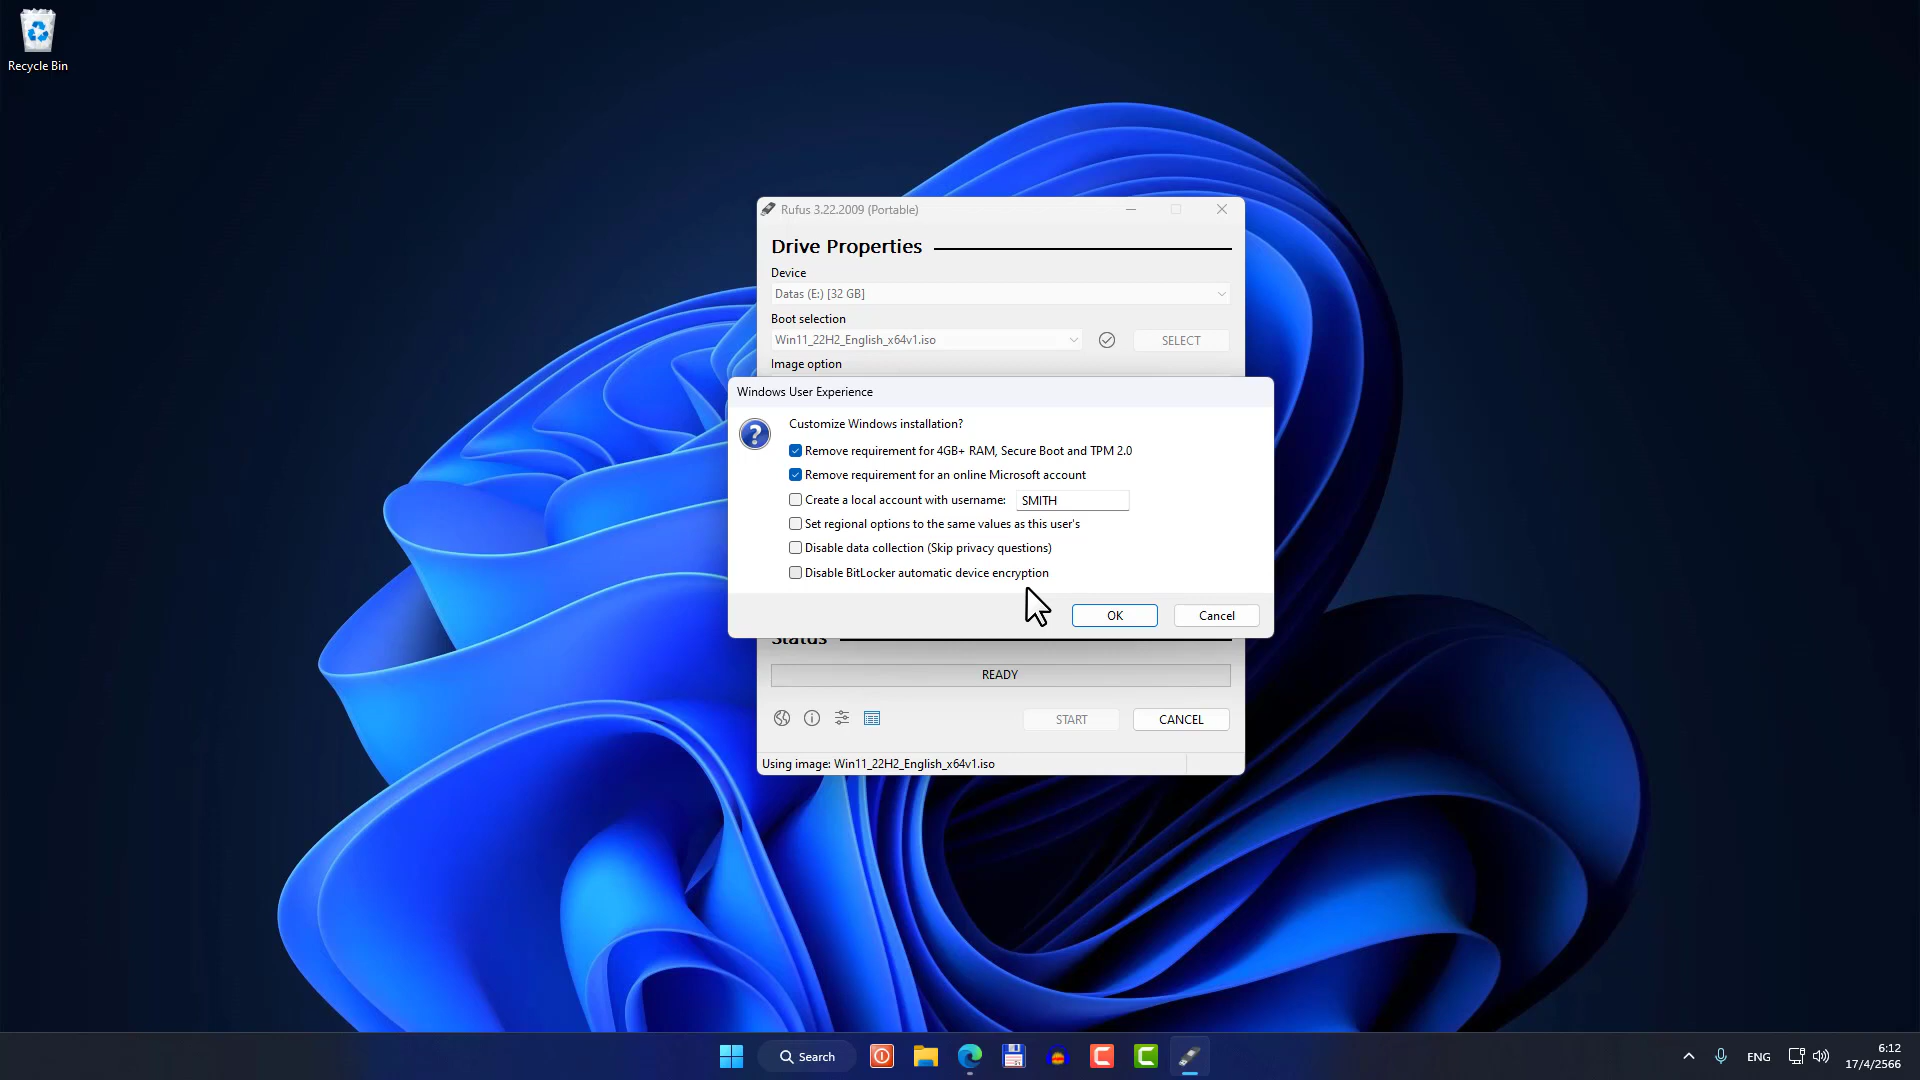 Recycle Bin
Rufus 3.22.2009 (Portable)
Drive Properties
Device
Datas (E:) [32 GB]
Boot selection
Win11_22H2_English_x64v1.iso
SELECT
Image option
Windows User Experience
Customize Windows installation?
Remove requirement for 4GB+ RAM, Secure Boot and TPM 2.0
Remove requirement for an online Microsoft account
Create a local account with username: SMITH
Set regional options to the same values as this user's
Disable data collection (Skip privacy questions)
Disable BitLocker automatic device encryption
OK
Cancel
Status
READY
START
CANCEL
Using image: Win11_22H2_English_x64v1.iso
Search
ENG
6:12
17/4/2566